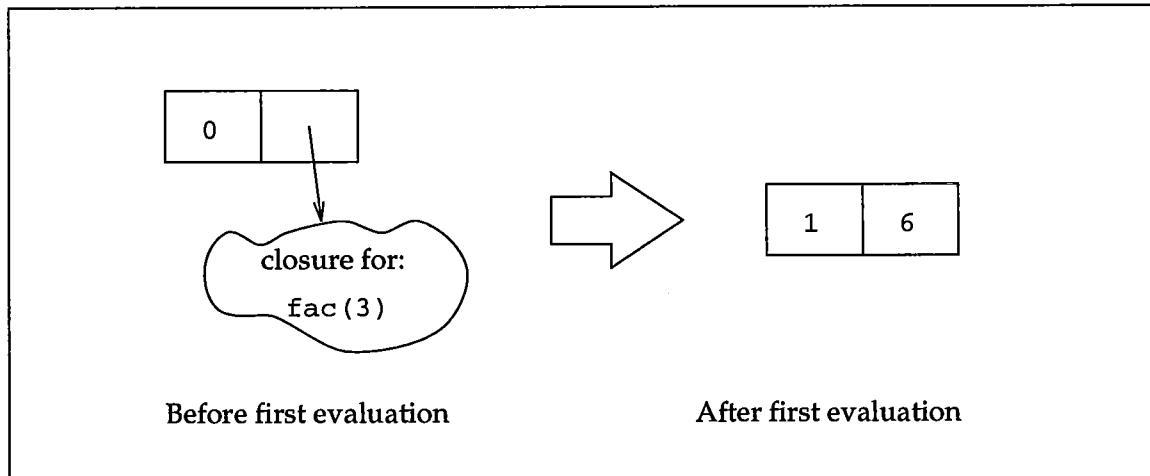 0
closure for:
fac(3)
1 6
Before first evaluation
After first evaluation